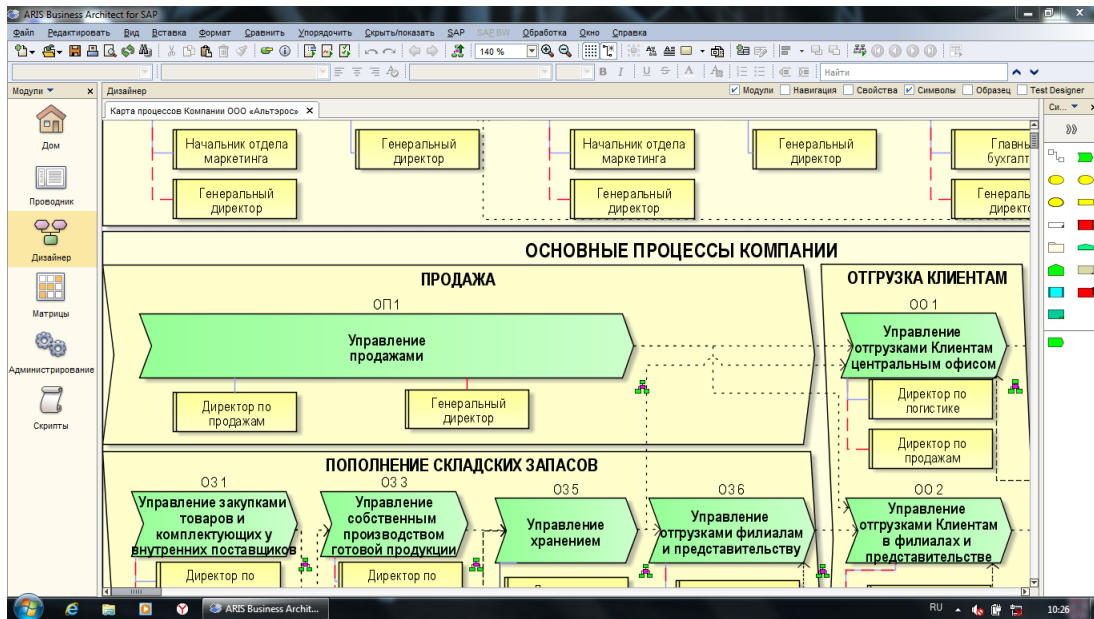 ARIS Business Architect for SAP
Файл Редактировать Вид Вставка Формат Сравнить Упорядочить Скрыть/показать SAP SAP BW Обработка Окно Справка
140 %
B I U S A
Найти
Модули x Дизайнер Модули Навигация Свойства Символы Образец Test Designer
Карта процессов Компании ООО «Альтэрос» X
Си...
Дом
Проводник
Дизайнер
Матрицы
Администрирование
Скрипты
Начальник отдела
маркетинга
Генеральный
директор
Начальник отдела
маркетинга
Генеральный
директор
Генеральный
директор
Генеральный
директор
ОСНОВНЫЕ ПРОЦЕССЫ КОМПАНИИ
ПРОДАЖА
ОП1
Управление
продажами
Директор по
продажам
Генеральный
директор
ОТГРУЗКА КЛИЕНТАМ
ОО 1
Управление
отгрузками Клиентам
центральным офисом
Директор по
логистике
Директор по
продажам
ПОПОЛНЕНИЕ СКЛАДСКИХ ЗАПАСОВ
ОЗ 1
Управление закупками
товаров и
комплектующих у
внутренних поставщиков
Директор по
ОЗ 3
Управление
собственным
производством
готовой продукции
Директор по
ОЗ 5
Управление
хранением
ОЗ 6
Управление
отгрузками филиалам
и представительству
ОО 2
Управление
отгрузками Клиентам
в филиалах и
представительстве
ARIS Business Archit...
RU
10:26